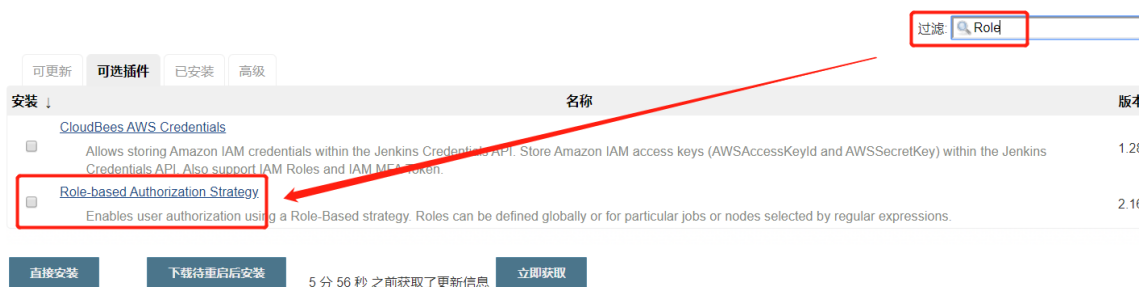 过滤: Role
可更新 可选插件 已安装 高级
安装 ↓ 名称 版本
CloudBees AWS Credentials
Allows storing Amazon IAM credentials within the Jenkins Credentials API. Store Amazon IAM access keys (AWSAccessKeyId and AWSSecretKey) within the Jenkins 1.28
Credentials API. Also support IAM Roles and IAM MFA Token.
Role-based Authorization Strategy
Enables user authorization using a Role-Based strategy. Roles can be defined globally or for particular jobs or nodes selected by regular expressions. 2.16
直接安装 下载待重启后安装 5 分 56 秒 之前获取了更新信息 立即获取